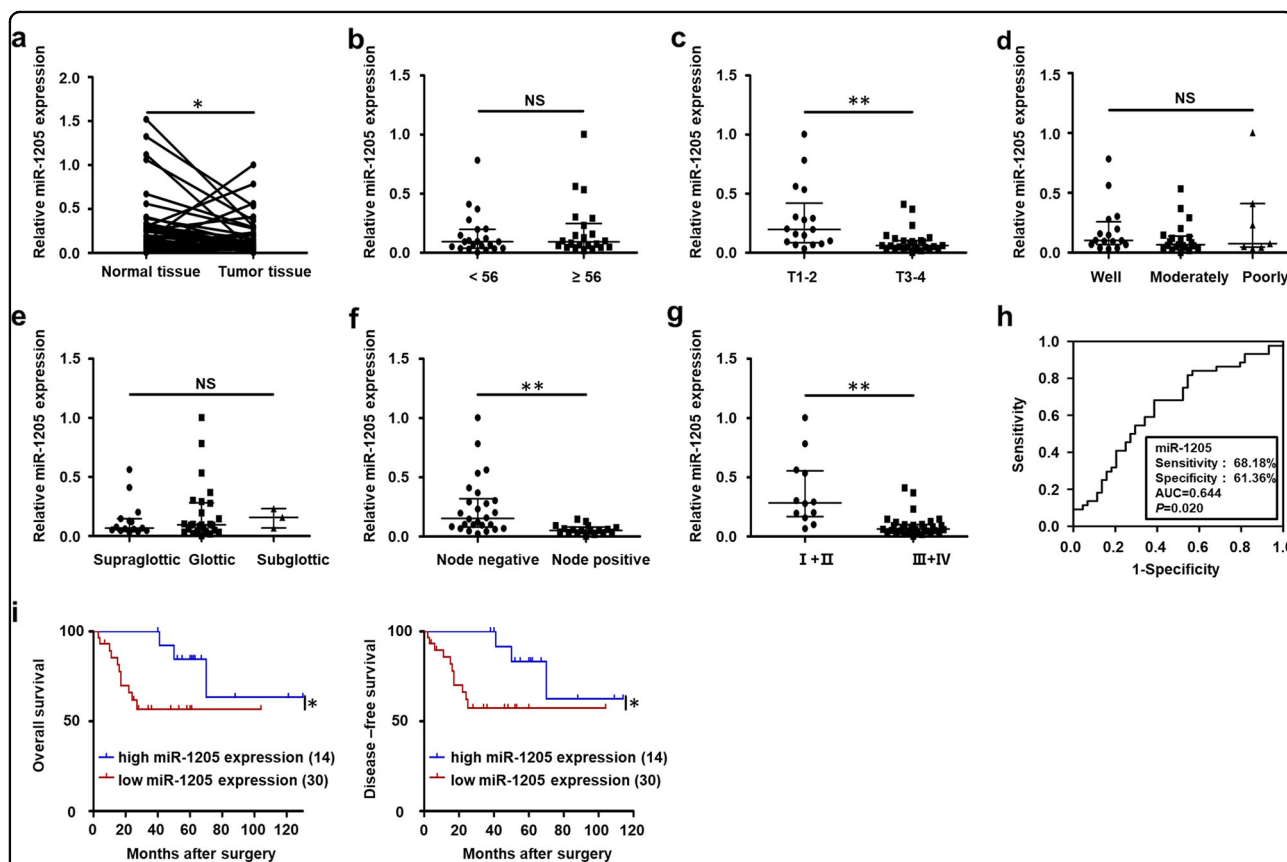 a
Relative miR-1205 expression
2.0
1.5
1.0
0.5
0.0
*
Normal tissue
Tumor tissue
b
Relative miR-1205 expression
1.5
1.0
0.5
0.0
NS
< 56
≥ 56
c
Relative miR-1205 expression
1.5
1.0
0.5
0.0
**
T1-2
T3-4
d
Relative miR-1205 expression
1.5
1.0
0.5
0.0
NS
Well
Moderately
Poorly
e
Relative miR-1205 expression
1.5
1.0
0.5
0.0
NS
Supraglottic
Glottic
Subglottic
f
Relative miR-1205 expression
1.5
1.0
0.5
0.0
**
Node negative
Node positive
g
Relative miR-1205 expression
1.5
1.0
0.5
0.0
**
I+II
III+IV
h
Sensitivity
1.0
0.8
0.6
0.4
0.2
0.0
miR-1205
Sensitivity : 68.18%
Specificity : 61.36%
AUC=0.644
P=0.020
0.0 0.2 0.4 0.6 0.8 1.0
1-Specificity
i
Overall survival
100
50
0
*
high miR-1205 expression (14)
low miR-1205 expression (30)
0 20 40 60 80 100 120
Months after surgery
Disease –free survival
100
50
0
*
high miR-1205 expression (14)
low miR-1205 expression (30)
0 20 40 60 80 100 120
Months after surgery